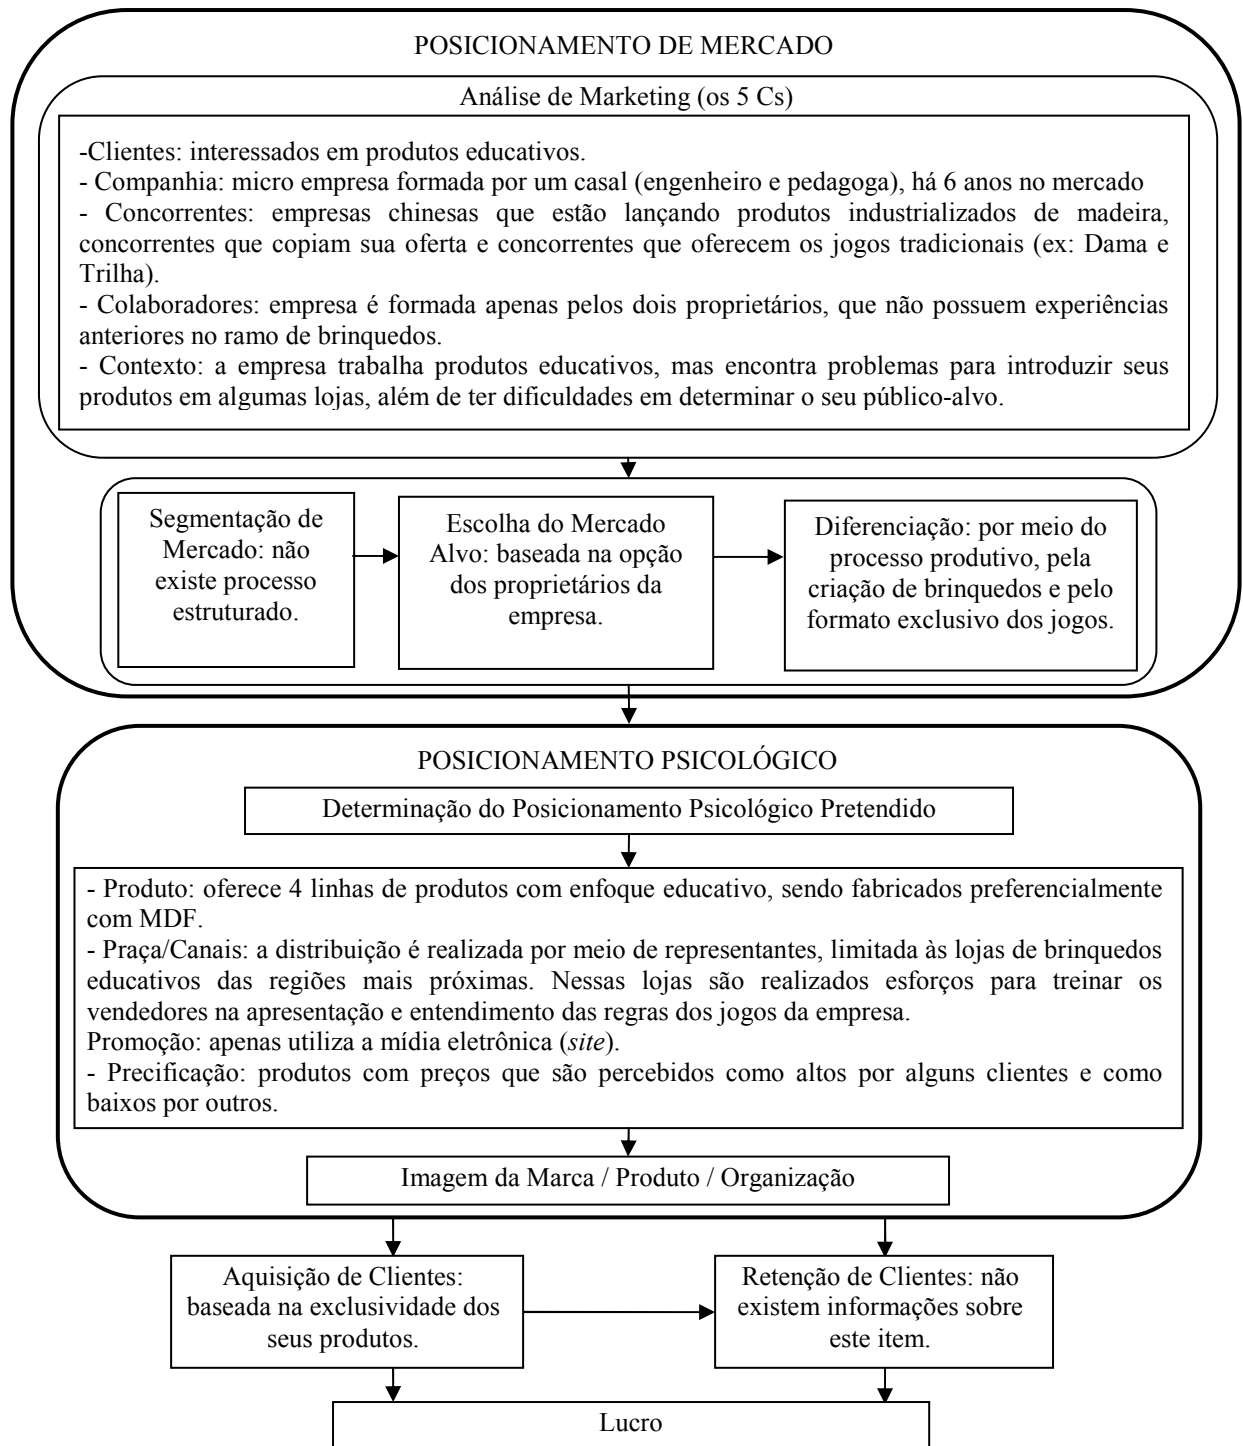 POSICIONAMENTO DE MERCADO
Análise de Marketing (os 5 Cs)
-Clientes: interessados em produtos educativos.
- Companhia: micro empresa formada por um casal (engenheiro e pedagoga), há 6 anos no mercado
- Concorrentes: empresas chinesas que estão lançando produtos industrializados de madeira,
concorrentes que copiam sua oferta e concorrentes que oferecem os jogos tradicionais (ex: Dama e
Trilha).
- Colaboradores: empresa é formada apenas pelos dois proprietários, que não possuem experiências
anteriores no ramo de brinquedos.
- Contexto: a empresa trabalha produtos educativos, mas encontra problemas para introduzir seus
produtos em algumas lojas, além de ter dificuldades em determinar o seu público-alvo.
Segmentação de
Mercado: não
existe processo
estruturado.
Escolha do Mercado
Alvo: baseada na opção
dos proprietários da
empresa.
Diferenciação: por meio do
processo produtivo, pela
criação de brinquedos e pelo
formato exclusivo dos jogos.
POSICIONAMENTO PSICOLÓGICO
Determinação do Posicionamento Psicológico Pretendido
- Produto: oferece 4 linhas de produtos com enfoque educativo, sendo fabricados preferencialmente
com MDF.
- Praça/Canais: a distribuição é realizada por meio de representantes, limitada às lojas de brinquedos
educativos das regiões mais próximas. Nessas lojas são realizados esforços para treinar os
vendedores na apresentação e entendimento das regras dos jogos da empresa.
Promoção: apenas utiliza a mídia eletrônica (site).
- Precificação: produtos com preços que são percebidos como altos por alguns clientes e como
baixos por outros.
Imagem da Marca / Produto / Organização
Aquisição de Clientes:
baseada na exclusividade dos
seus produtos.
Retenção de Clientes: não
existem informações sobre
este item.
Lucro